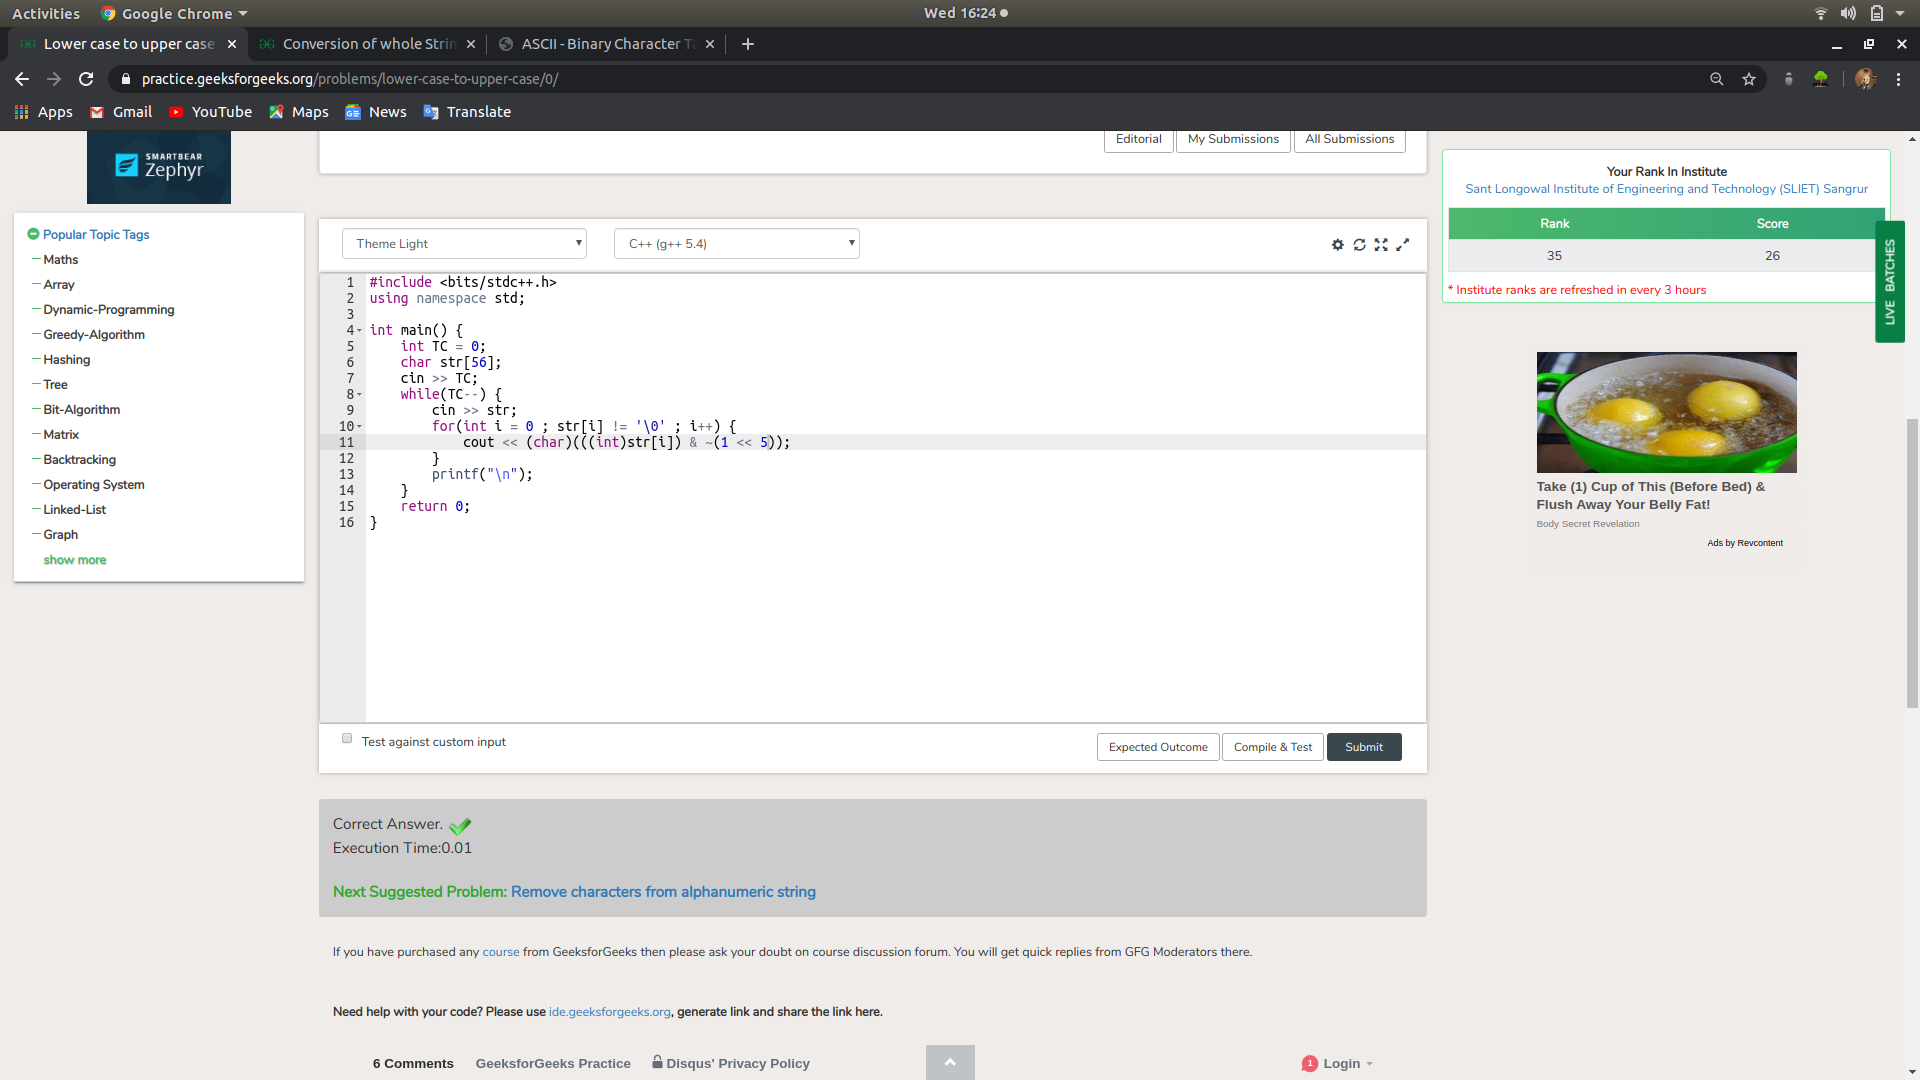 Activities
Google Chrome
Wed 16:24
Lower case to upper case
Conversion of whole Strin
ASCII - Binary Character Ta
practice.geeksforgeeks.org/problems/lower-case-to-upper-case/0/
Apps
Gmail
YouTube
Maps
News
Translate
SMARTBEAR
Zephyr
Popular Topic Tags
Maths
Array
Dynamic-Programming
Greedy-Algorithm
Hashing
Tree
Bit-Algorithm
Matrix
Backtracking
Operating System
Linked-List
Graph
show more
Editorial
My Submissions
All Submissions
Theme Light
C++ (g++ 5.4)
1 #include <bits/stdc++.h>
2 using namespace std;
3
4 int main() {
5 int TC = 0;
6 char str[56];
7 cin >> TC;
8 while(TC--) {
9 cin >> str;
10 for(int i = 0 ; str[i] != '\0' ; i++) {
11 cout << (char)(((int)str[i]) & ~(1 << 5));
12 }
13 printf("\n");
14 }
15 return 0;
16 }
Test against custom input
Expected Outcome
Compile & Test
Submit
Correct Answer.
Execution Time:0.01
Next Suggested Problem: Remove characters from alphanumeric string
If you have purchased any course from GeeksforGeeks then please ask your doubt on course discussion forum. You will get quick replies from GFG Moderators there.
Need help with your code? Please use ide.geeksforgeeks.org, generate link and share the link here.
6 Comments
GeeksforGeeks Practice
Disqus' Privacy Policy
1
Login
Your Rank In Institute
Sant Longowal Institute of Engineering and Technology (SLIET) Sangrur
Rank Score
35 26
* Institute ranks are refreshed in every 3 hours
LIVE BATCHES
Take (1) Cup of This (Before Bed) &
Flush Away Your Belly Fat!
Body Secret Revelation
Ads by Revcontent